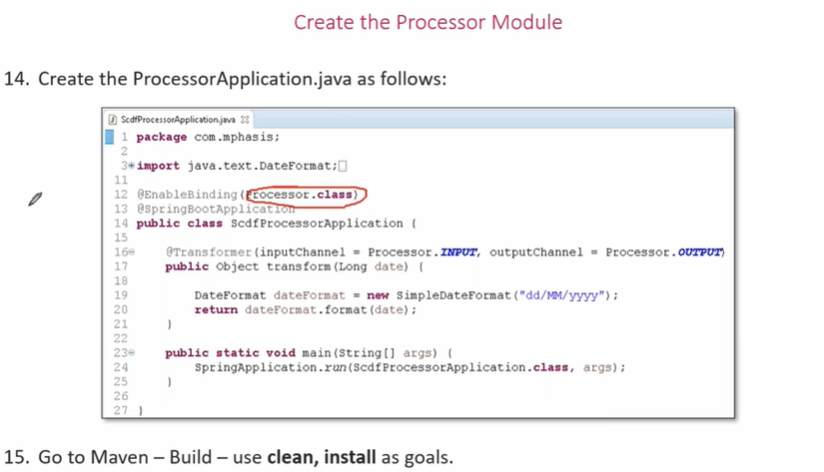 Create the Processor Module
14. Create the ProcessorApplication.java as follows:
ScdfProcessorApplication.java
1 package com.mphasis;
2
3 import java.text.DateFormat;
11
12 @EnableBinding(Processor.class)
13 @SpringBootApplication
14 public class ScdfProcessorApplication {
15
16 @Transformer(inputChannel = Processor.INPUT, outputChannel = Processor.OUTPUT)
17 public Object transform(Long date) {
18
19 DateFormat dateFormat = new SimpleDateFormat("dd/MM/yyyy");
20 return dateFormat.format(date);
21 }
22
23 public static void main(String[] args) {
24 SpringApplication.run(ScdfProcessorApplication.class, args);
25 }
26
27 }
15. Go to Maven – Build – use clean, install as goals.